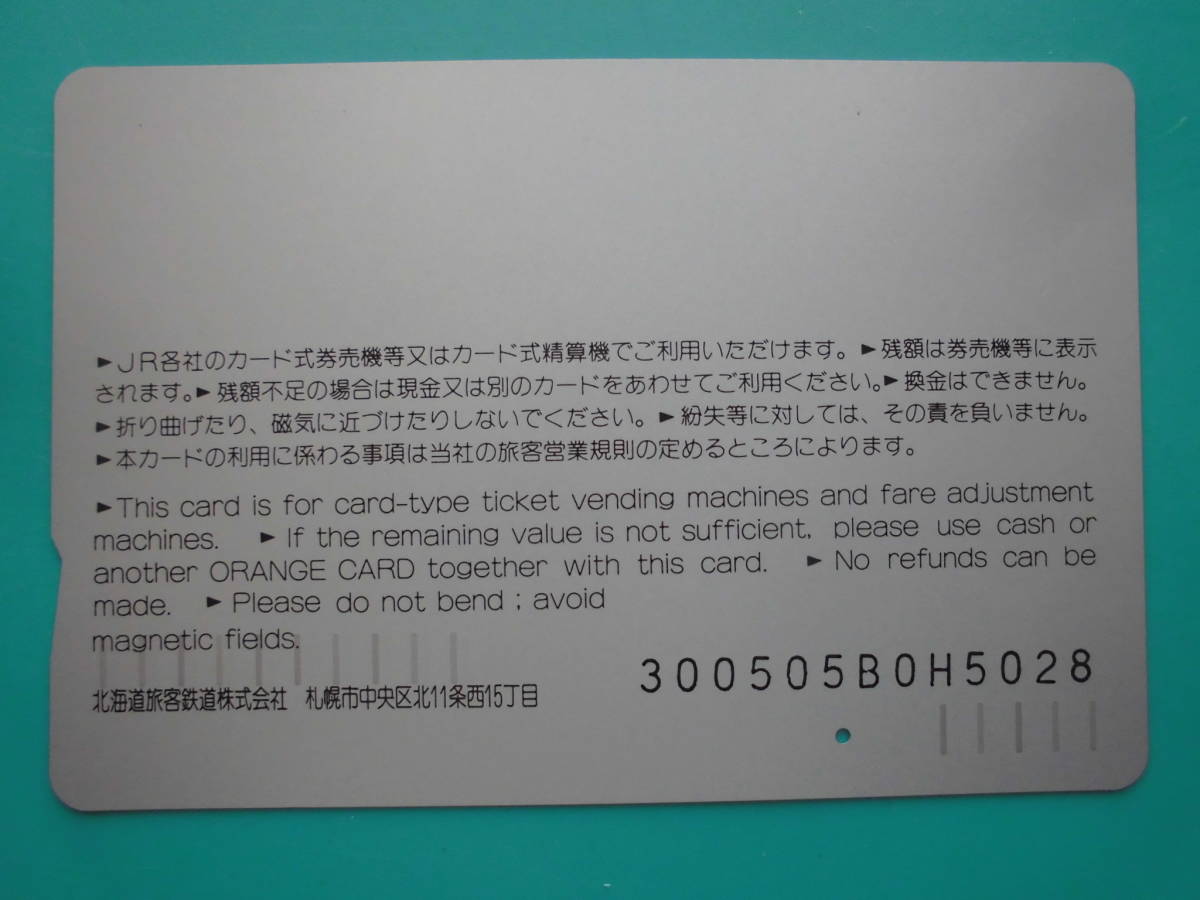 ►ＪＲ各社のカード式券売機等又はカード式精算機でご利用いただけます。►残額は券売機等に表示
されます。►残額不足の場合は現金又は別のカードをあわせてご利用ください。►換金はできません。
►折り曲げたり、磁気に近づけたりしないでください。►紛失等に対しては、その責を負いません。
►本カードの利用に係わる事項は当社の旅客営業規則の定めるところによります。
►This card is for card-type ticket vending machines and fare adjustment
machines. ►If the remaining value is not sufficient, please use cash or
another ORANGE CARD together with this card. ►No refunds can be
made. ►Please do not bend ; avoid
magnetic fields.
300505B0H5028
北海道旅客鉄道株式会社 札幌市中央区北11条西15丁目